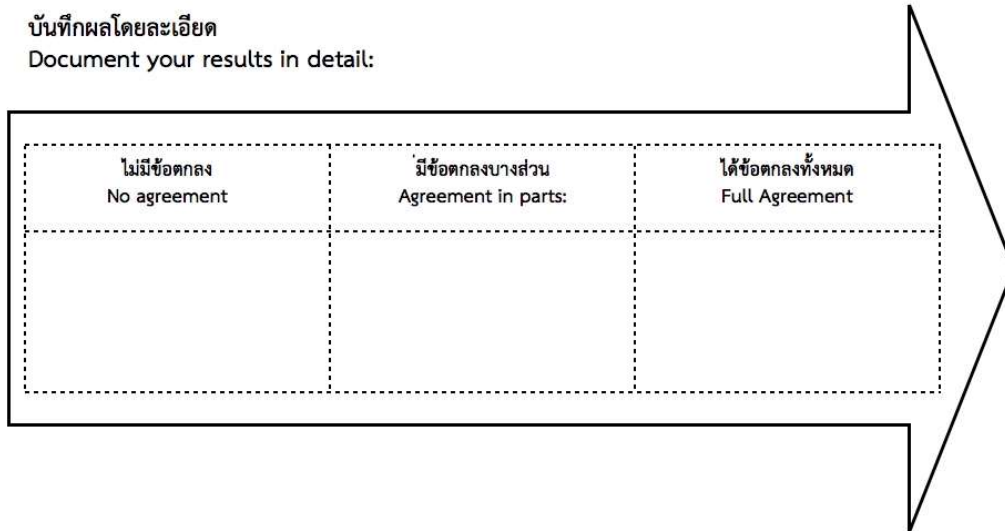 บันทึกผลโดยละเอียด
Document your results in detail:
ไม่มีข้อตกลง
No agreement
่มีข้อตกลงบางส่วน
Agreement in parts:
ได้ข้อตกลงทั้งหมด
Full Agreement